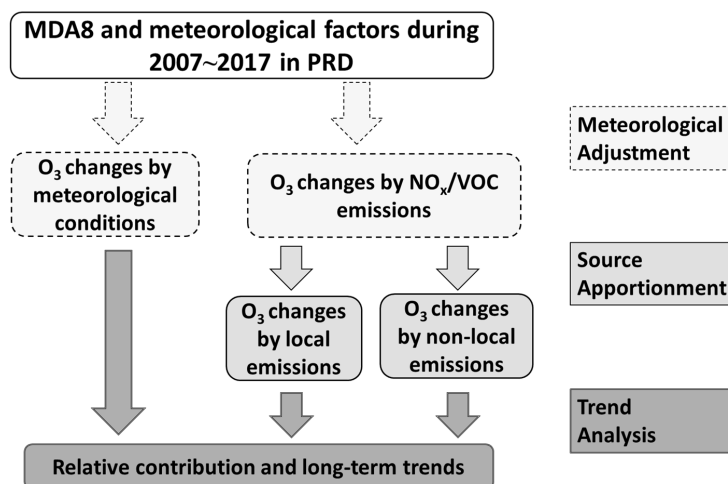 MDA8 and meteorological factors during
2007~2017 in PRD
O₃ changes by
meteorological
conditions
O₃ changes by NOₓ/VOC
emissions
Meteorological
Adjustment
O₃ changes
by local
emissions
O₃ changes
by non-local
emissions
Source
Apportionment
Trend
Analysis
Relative contribution and long-term trends